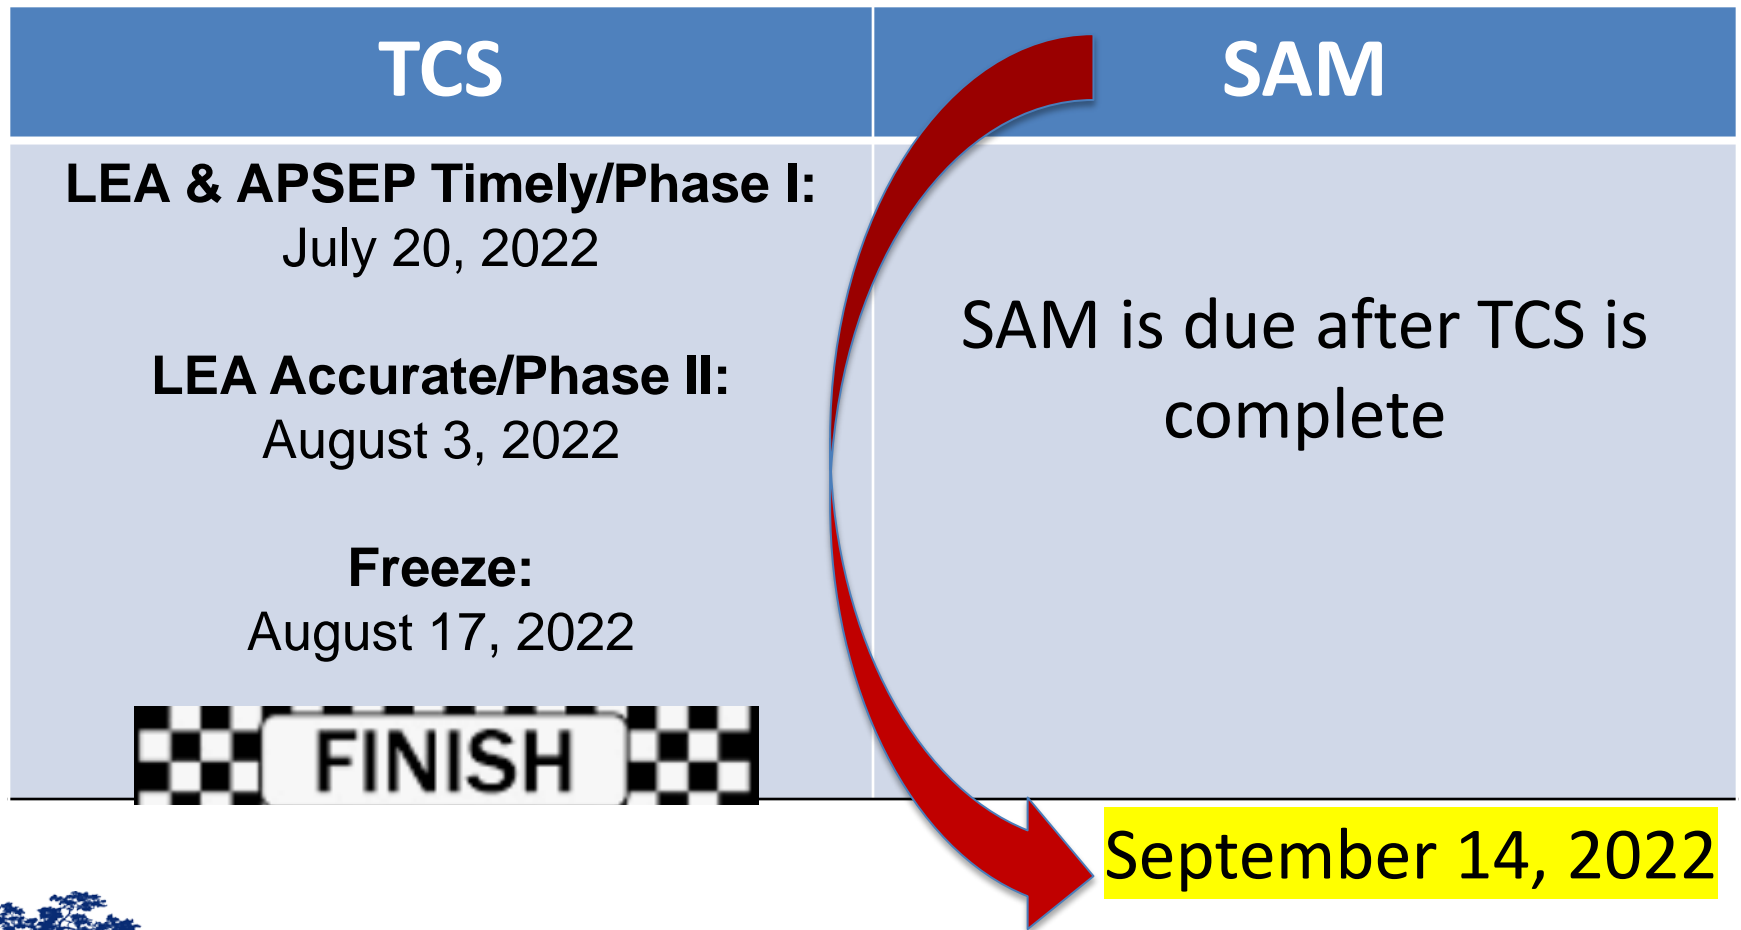 TCS
SAM
LEA & APSEP Timely/Phase I:
July 20, 2022
LEA Accurate/Phase II:
August 3, 2022
Freeze:
August 17, 2022
FINISH
SAM is due after TCS is
complete
September 14, 2022